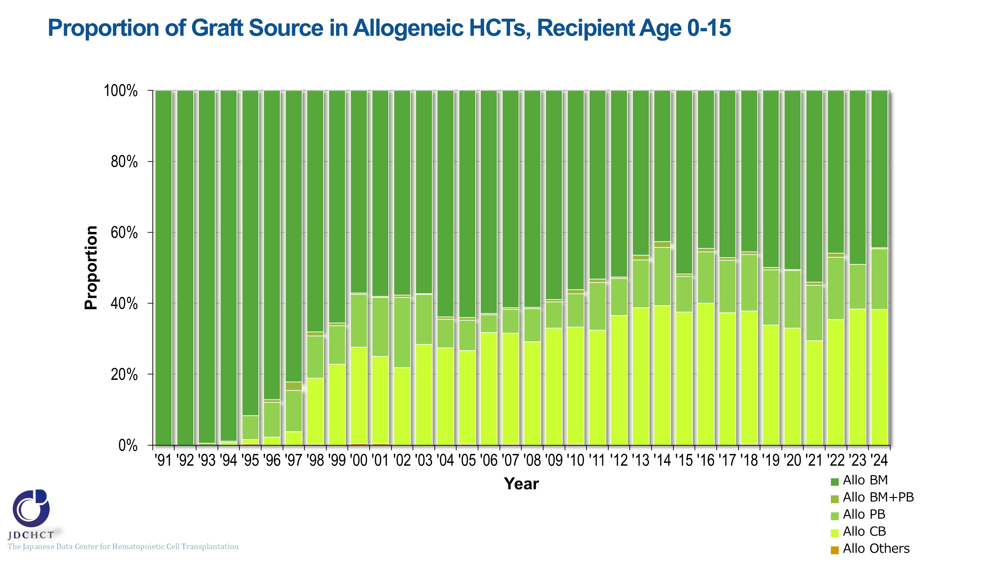 Proportion of Graft Source in Allogeneic HCTs, Recipient Age 0-15
100%
80%
60%
40%
20%
0%
Proportion
'91 '92 '93 '94 '95 '96 '97 '98 '99 '00 '01 '02 '03 '04 '05 '06 '07 '08 '09 '10 '11 '12 '13 '14 '15 '16 '17 '18 '19 '20 '21 '22 '23 '24
Year
Allo BM
Allo BM+PB
Allo PB
Allo CB
Allo Others
JDCHCT
The Japanese Data Center for Hematopoietic Cell Transplantation